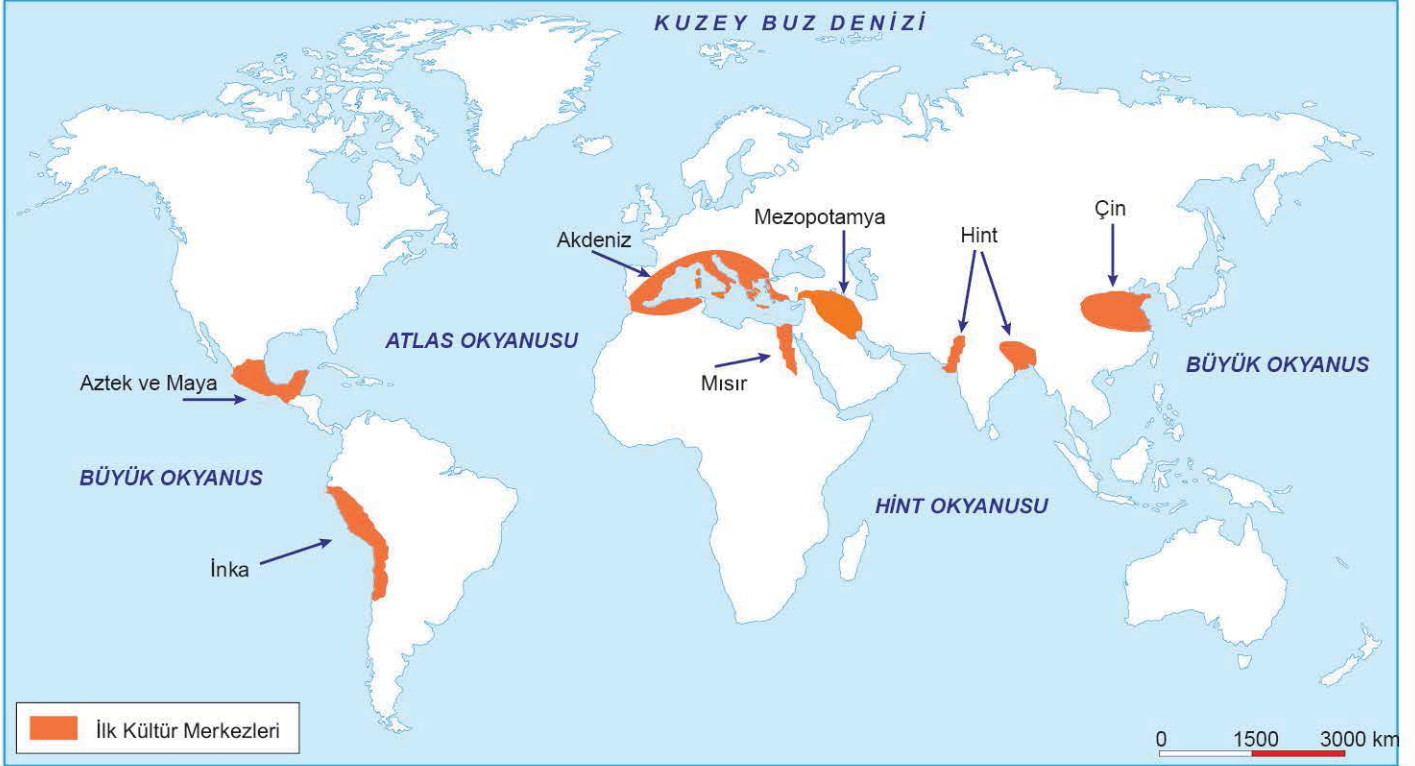 KUZEY BUZ DENİZİ
Çin
Mezopotamya
Hint
Akdeniz
ATLAS OKYANUSU
BÜYÜK OKYANUS
Aztek ve Maya
Mısır
BÜYÜK OKYANUS
HİNT OKYANUSU
İnka
İlk Kültür Merkezleri
0 1500 3000 km